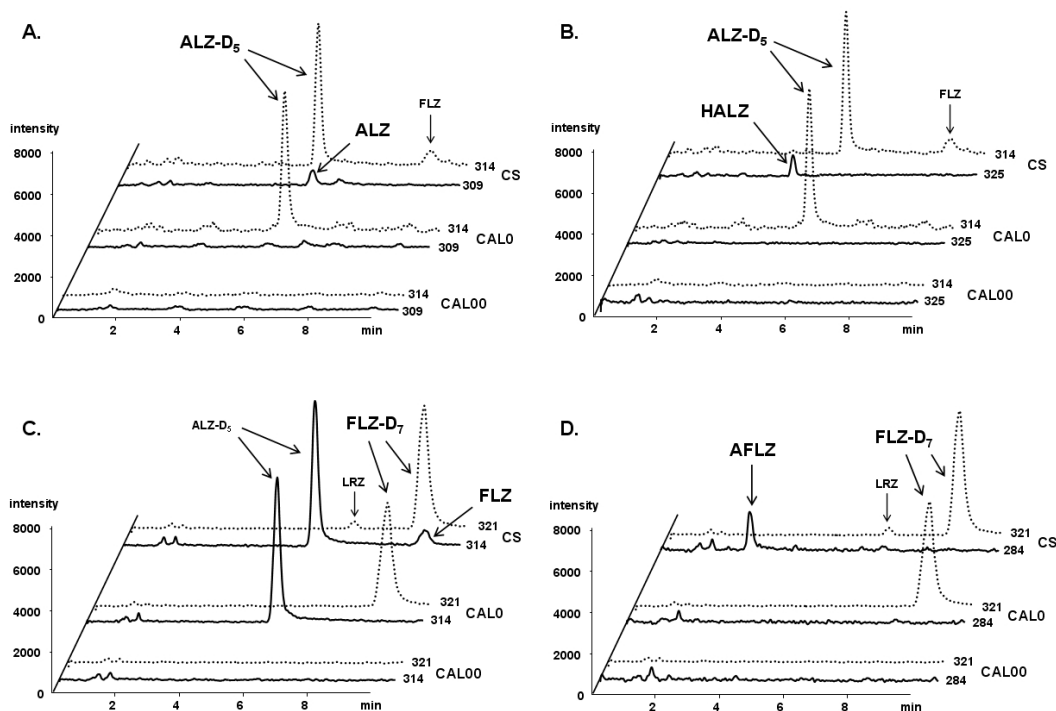 A.
ALZ-D5
FLZ
ALZ
intensity
8000
6000
4000
2000
0
314
309
CS
314
309
CAL0
314
309
CAL00
2 4 6 8 min
B.
ALZ-D5
FLZ
HALZ
intensity
8000
6000
4000
2000
0
314
325
CS
314
325
CAL0
314
325
CAL00
2 4 6 8 min
C.
ALZ-D5
FLZ-D7
LRZ
FLZ
intensity
8000
6000
4000
2000
0
321
314
CS
321
314
CAL0
321
314
CAL00
2 4 6 8 min
D.
AFLZ
FLZ-D7
LRZ
intensity
8000
6000
4000
2000
0
321
284
CS
321
284
CAL0
321
284
CAL00
2 4 6 8 min